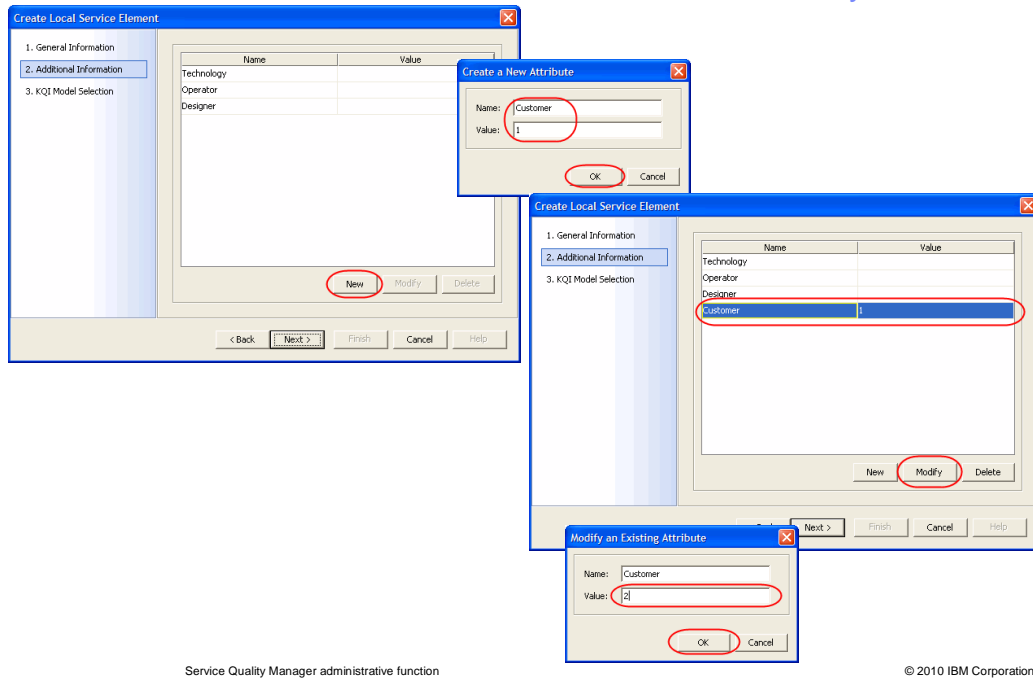 Create Local Service Element
1. General Information
2. Additional Information
3. KQI Model Selection
Name Value
Technology
Operator
Designer
New Modify Delete
< Back Next > Finish Cancel Help
Create a New Attribute
Name: Customer
Value: 1
OK Cancel
Create Local Service Element
1. General Information
2. Additional Information
3. KQI Model Selection
Name Value
Technology
Operator
Designer
Customer 1
New Modify Delete
Next > Finish Cancel Help
Modify an Existing Attribute
Name: Customer
Value: 2
OK Cancel
Service Quality Manager administrative function © 2010 IBM Corporation